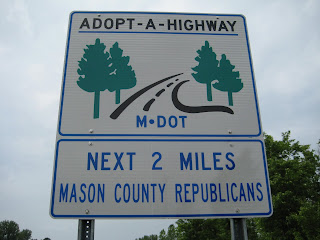 ADOPT-A-HIGHWAY
M•DOT
NEXT 2 MILES
MASON COUNTY REPUBLICANS